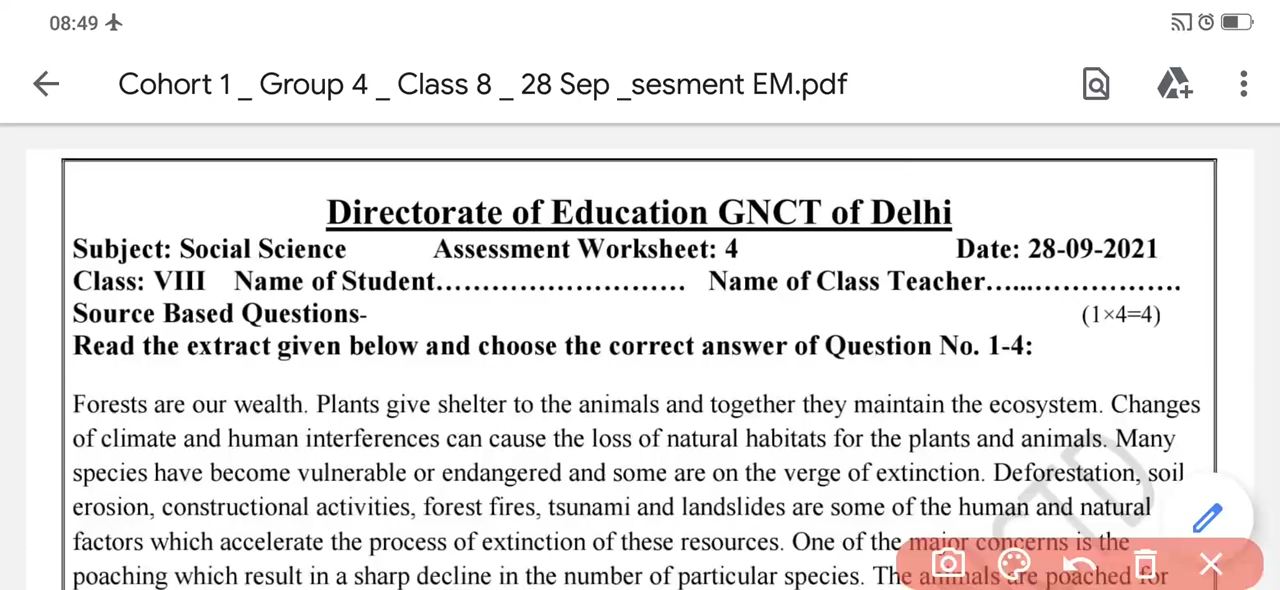 08:49
Cohort 1 _ Group 4 _ Class 8 _ 28 Sep _sesment EM.pdf
Directorate of Education GNCT of Delhi
Subject: Social Science Assessment Worksheet: 4 Date: 28-09-2021
Class: VIII Name of Student........................... Name of Class Teacher.....................
Source Based Questions- (1×4=4)
Read the extract given below and choose the correct answer of Question No. 1-4:
Forests are our wealth. Plants give shelter to the animals and together they maintain the ecosystem. Changes
of climate and human interferences can cause the loss of natural habitats for the plants and animals. Many
species have become vulnerable or endangered and some are on the verge of extinction. Deforestation, soil
erosion, constructional activities, forest fires, tsunami and landslides are some of the human and natural
factors which accelerate the process of extinction of these resources. One of the major concerns is the
poaching which result in a sharp decline in the number of particular species. The animals are poached for